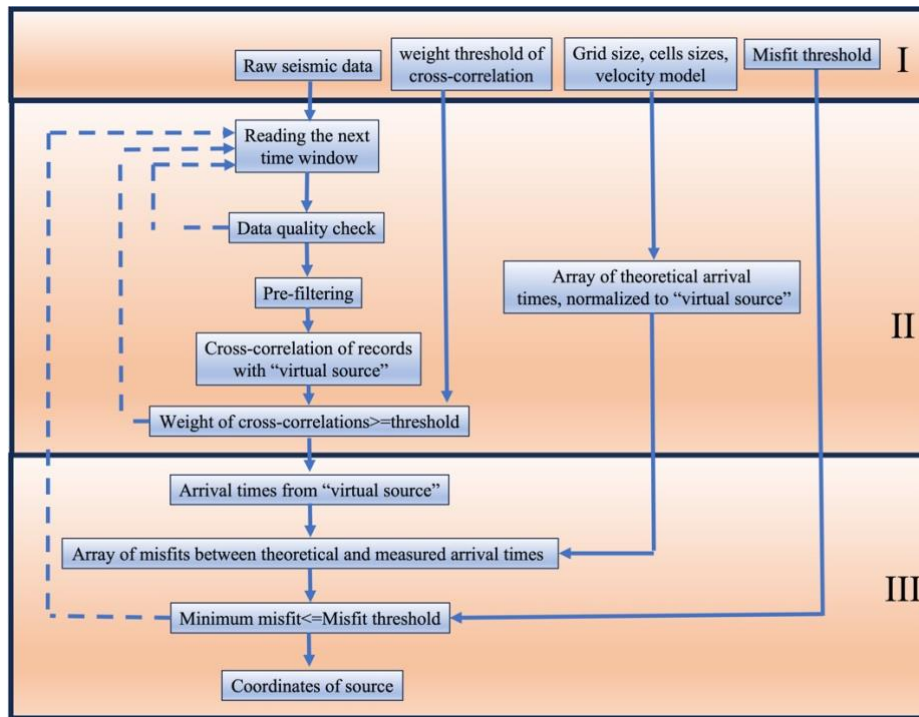 Raw seismic data
weight threshold of
cross-correlation
Grid size, cells sizes,
velocity model
Misfit threshold
I
Reading the next
time window
Data quality check
Pre-filtering
Array of theoretical arrival
times, normalized to “virtual source”
Cross-correlation of records
with “virtual source”
II
Weight of cross-correlations>=threshold
Arrival times from “virtual source”
Array of misfits between theoretical and measured arrival times
III
Minimum misfit<=Misfit threshold
Coordinates of source